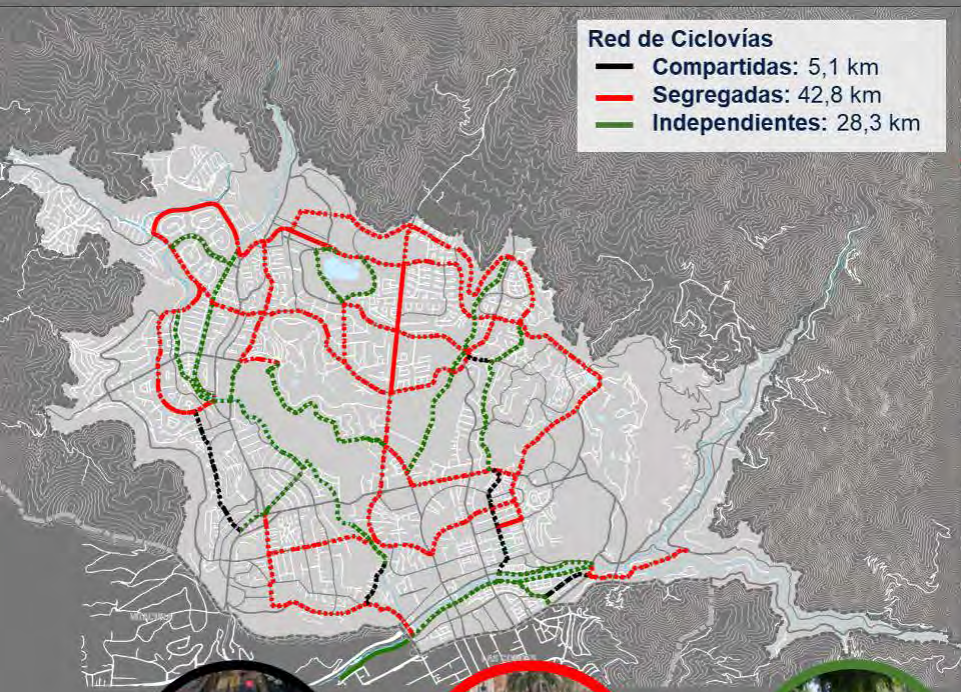 Red de Ciclovías
Compartidas: 5,1 km
Segregadas: 42,8 km
Independientes: 28,3 km